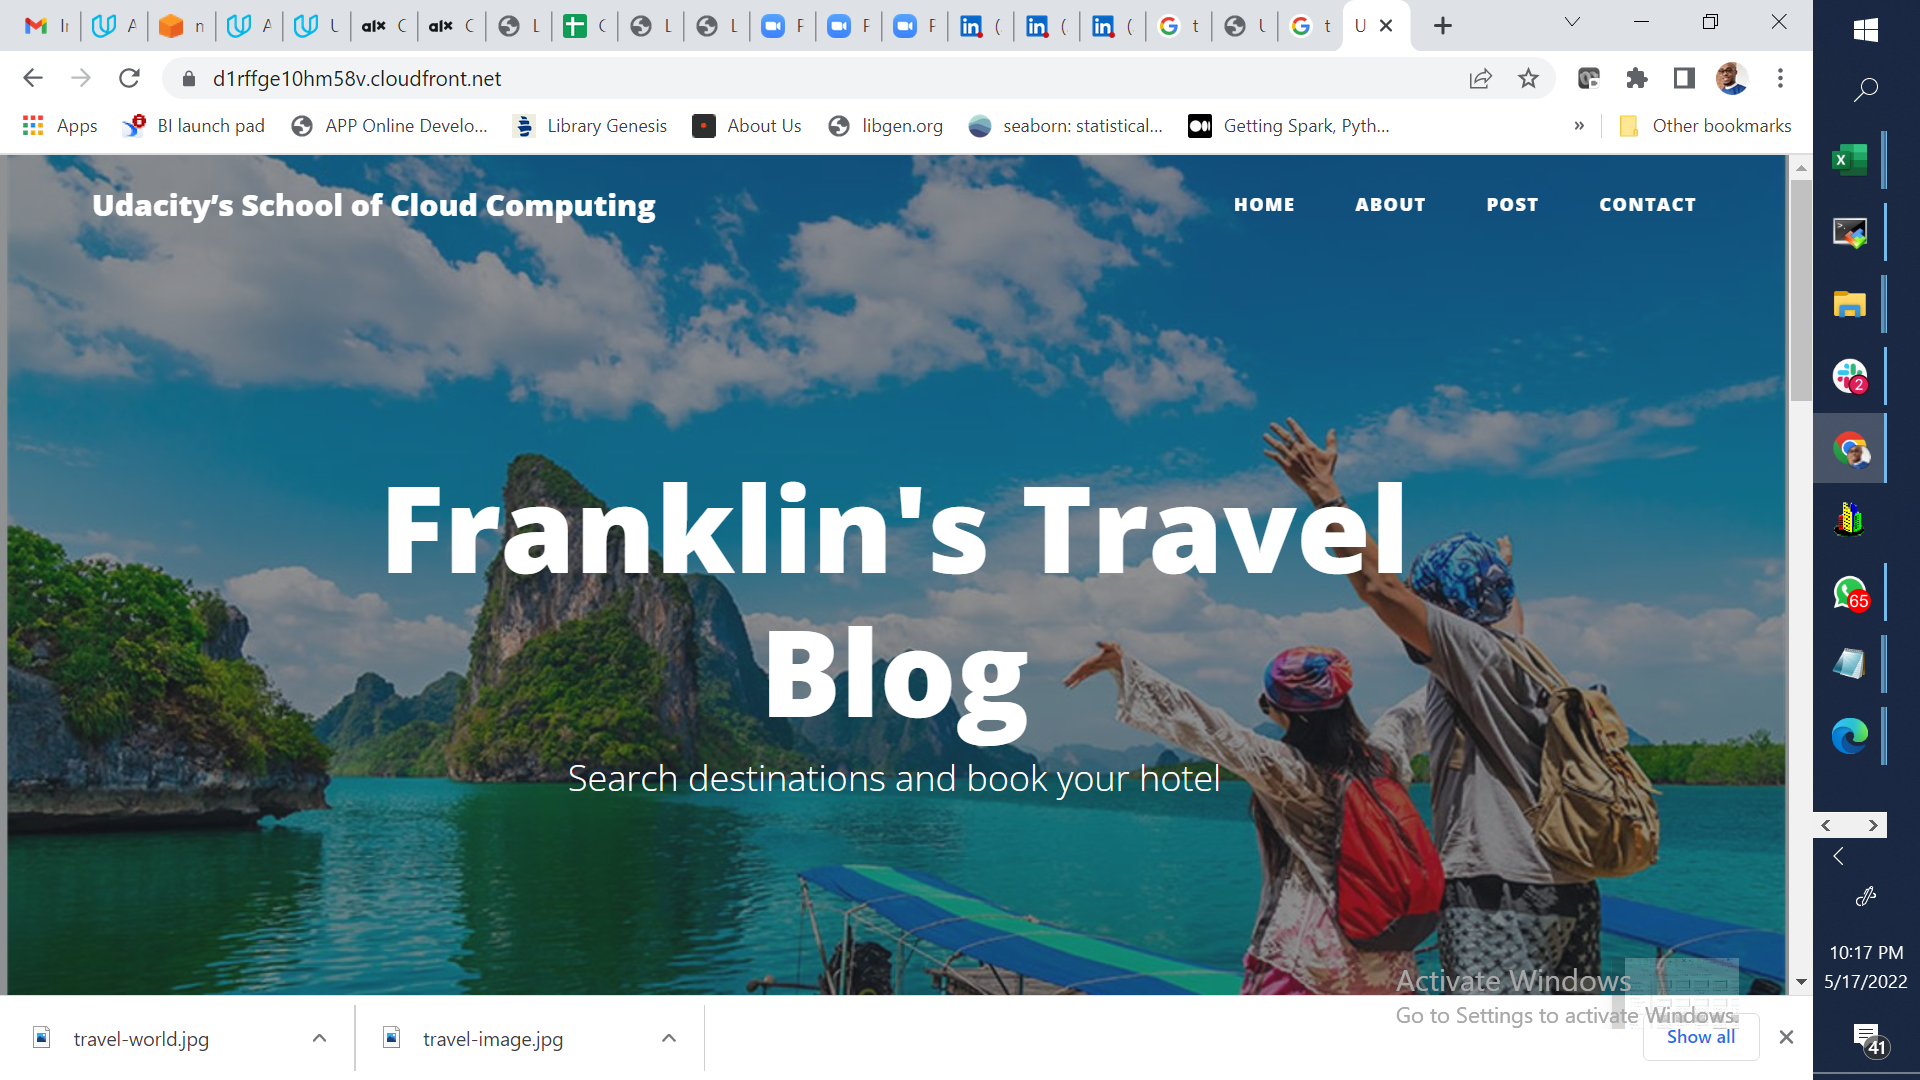 d1rffge10hm58v.cloudfront.net
Apps
BI launch pad
APP Online Develo...
Library Genesis
About Us
libgen.org
seaborn: statistical...
Getting Spark, Pyth...
»
Other bookmarks
Udacity’s School of Cloud Computing
HOME
ABOUT
POST
CONTACT
Franklin's Travel
Blog
Search destinations and book your hotel
Activate Windows
Go to Settings to activate Windows.
travel-world.jpg
travel-image.jpg
Show all
2
65
10:17 PM
5/17/2022
41